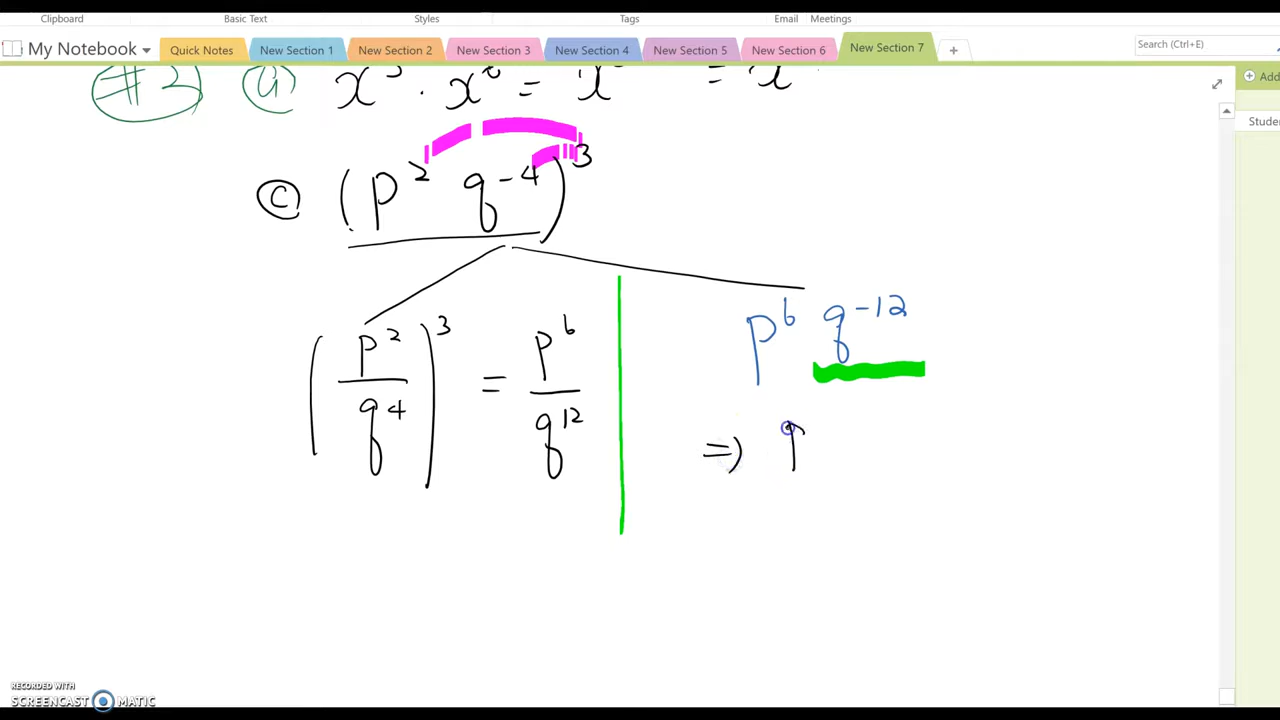 Clipboard Basic Text Styles Tags Email Meetings
My Notebook Quick Notes New Section 1 New Section 2 New Section 3 New Section 4 New Section 5 New Section 6 New Section 7 + Search (Ctrl+E)
Add
Student
#2 a x · x = x = x
c (p² q⁻⁴)³
(p²/q⁴)³ = p⁶/q¹²
p⁶ q⁻¹²
⇒
RECORDED WITH
SCREENCAST MATIC